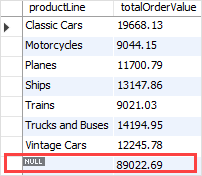 productLine totalOrderValue
Classic Cars 19668.13
Motorcycles 9044.15
Planes 11700.79
Ships 13147.86
Trains 9021.03
Trucks and Buses 14194.95
Vintage Cars 12245.78
NULL 89022.69